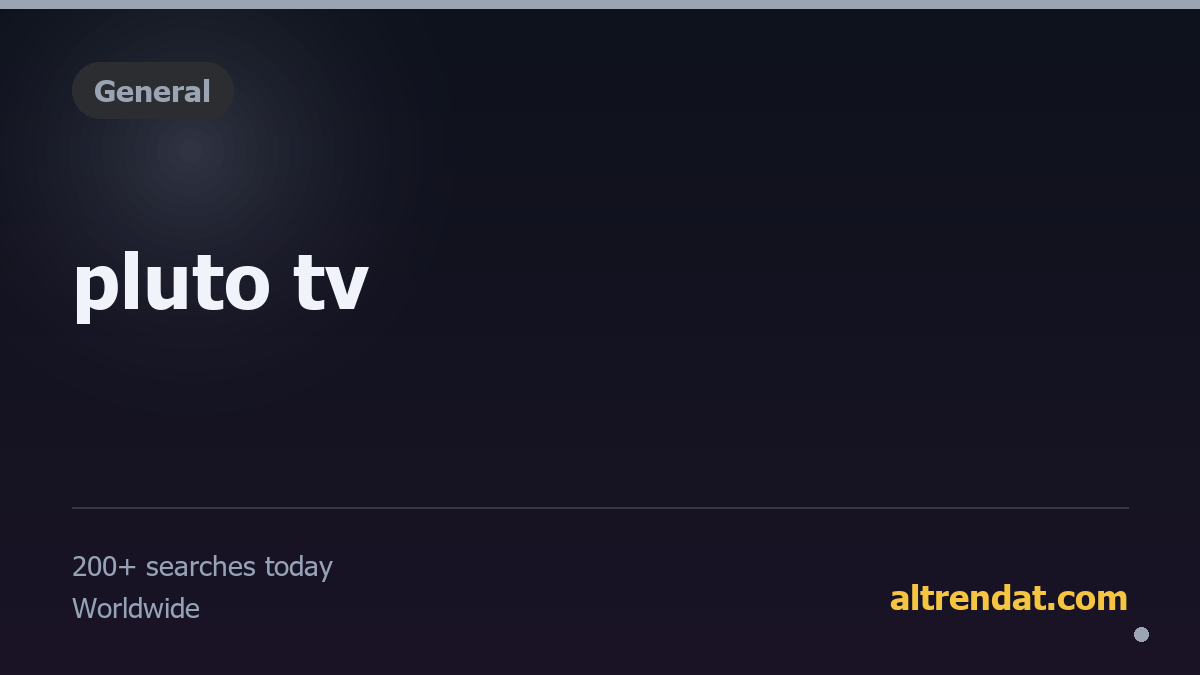 General
pluto tv
200+ searches today
Worldwide
altrendat.com